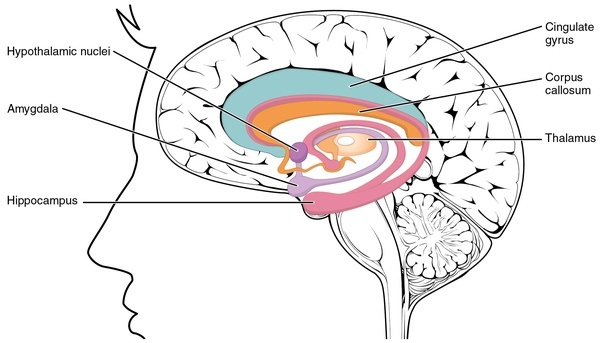 Hypothalamic nuclei
Amygdala
Hippocampus
Cingulate
gyrus
Corpus
callosum
Thalamus